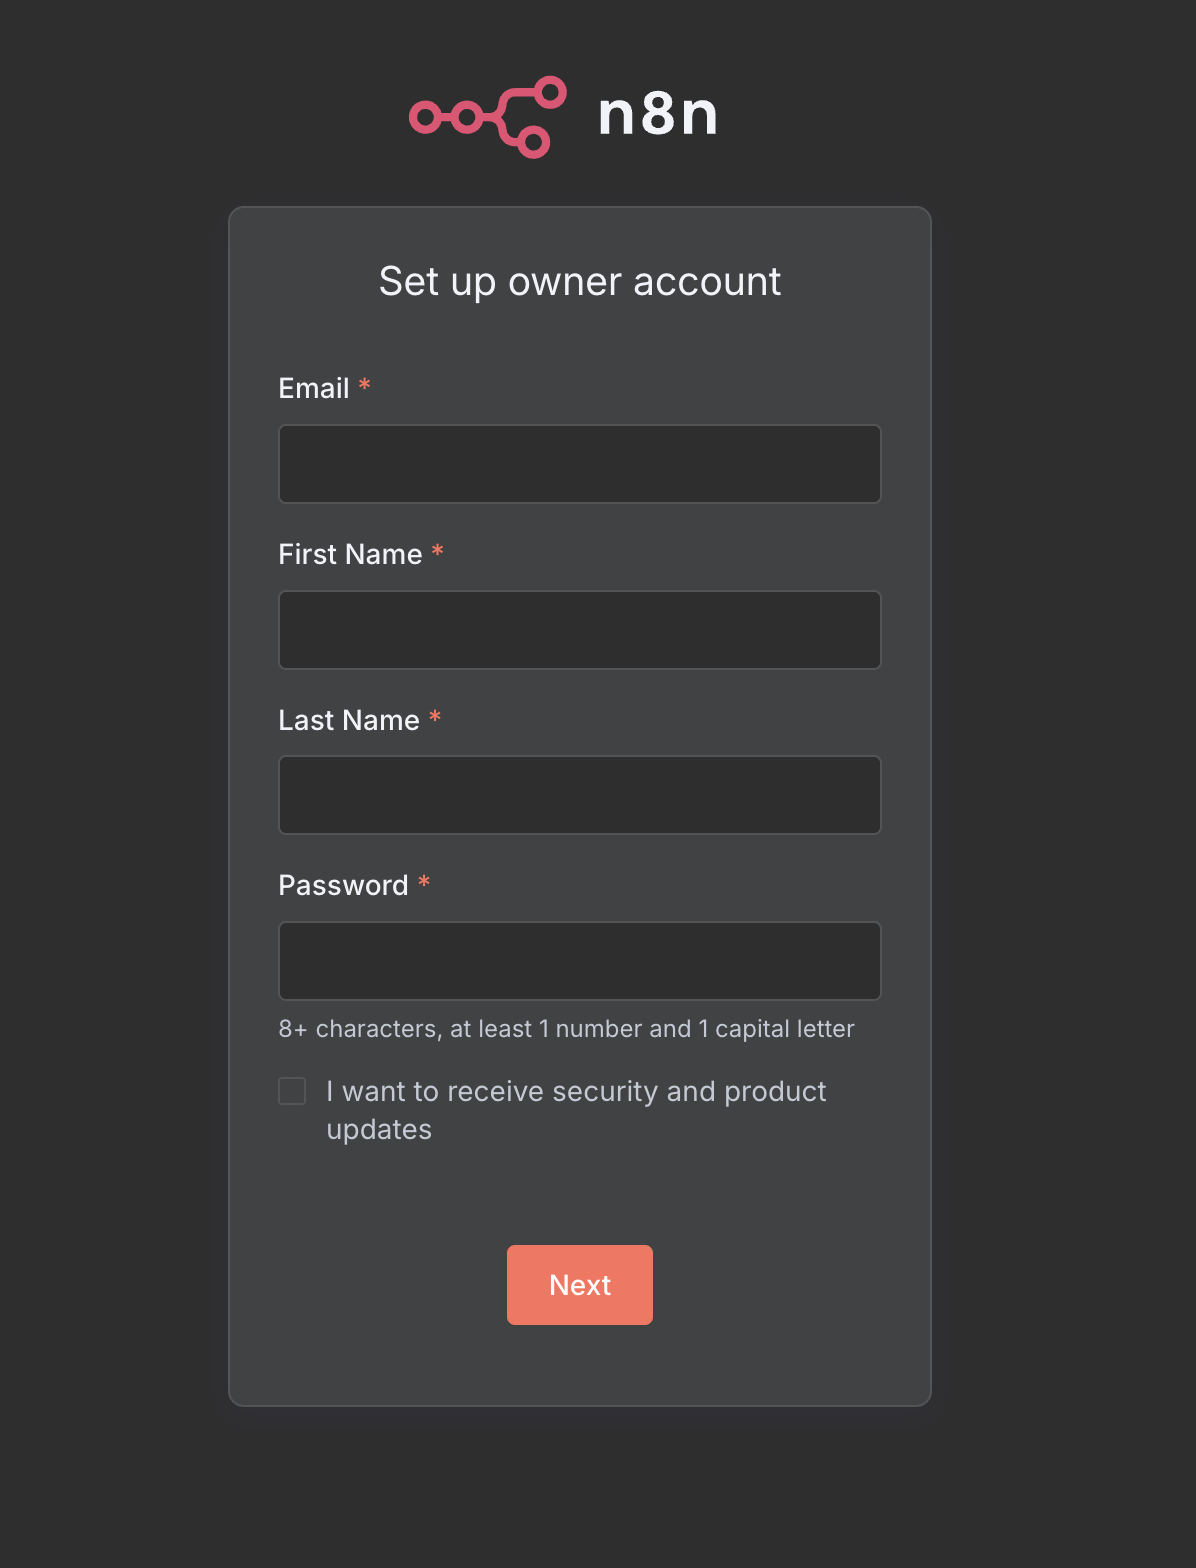 n8n
Set up owner account
Email *
First Name *
Last Name *
Password *
8+ characters, at least 1 number and 1 capital letter
I want to receive security and product
updates
Next